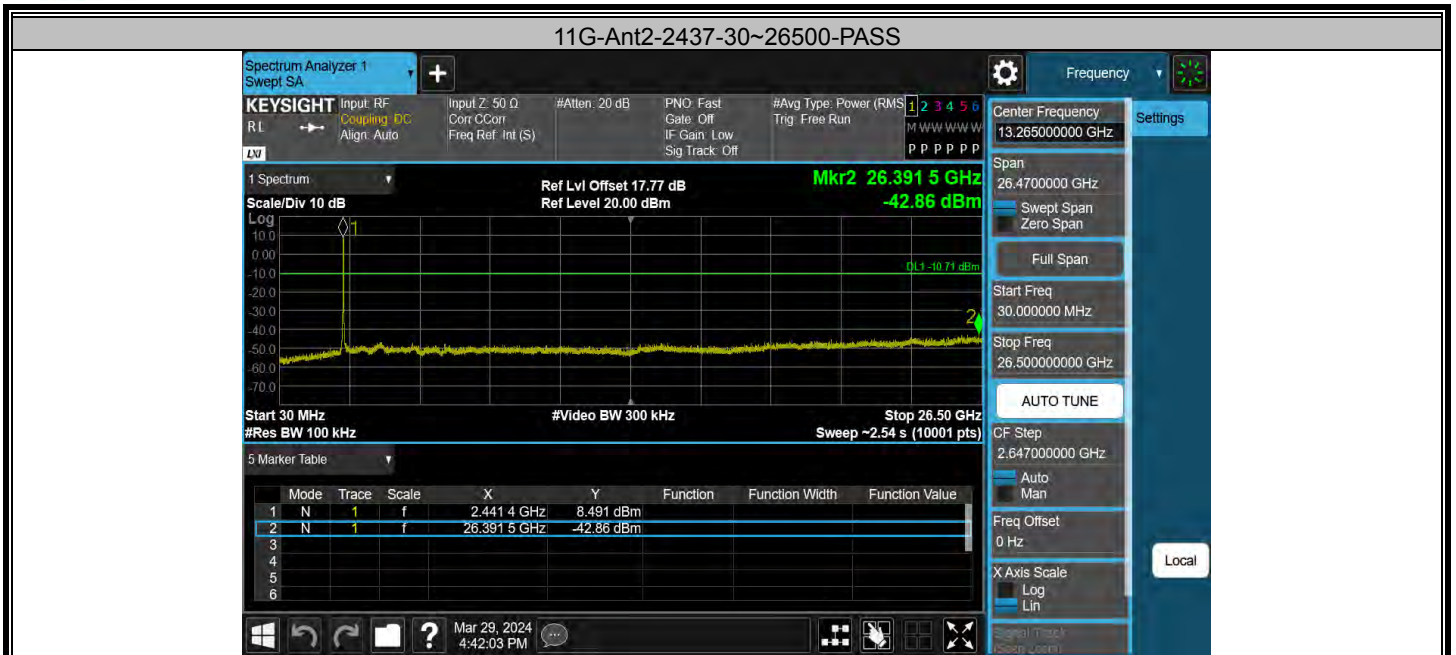 11G-Ant2-2437-30~26500-PASS
Spectrum Analyzer 1
Swept SA
+
Frequency
KEYSIGHT
RL
LXI
Input: RF
Coupling: DC
Align: Auto
Input Z: 50 Ω
Corr CCorr
Freq Ref: Int (S)
#Atten: 20 dB
PNO: Fast
Gate: Off
IF Gain: Low
Sig Track: Off
#Avg Type: Power (RMS
Trig: Free Run
1 2 3 4 5 6
M W W W W W
P P P P P P
Center Frequency
13.265000000 GHz
Settings
1 Spectrum
Ref Lvl Offset 17.77 dB
Mkr2 26.391 5 GHz
Scale/Div 10 dB
Ref Level 20.00 dBm
-42.86 dBm
Log
10.0
0.00
-10.0
-20.0
-30.0
-40.0
-50.0
-60.0
-70.0
1
DL1 -10.71 dBm
2
Start 30 MHz
#Video BW 300 kHz
Stop 26.50 GHz
#Res BW 100 kHz
Sweep ~2.54 s (10001 pts)
Span
26.4700000 GHz
Swept Span
Zero Span
Full Span
Start Freq
30.000000 MHz
Stop Freq
26.500000000 GHz
AUTO TUNE
CF Step
2.647000000 GHz
Auto
Man
Freq Offset
0 Hz
X Axis Scale
Log
Lin
Signal Track
(Span Zoom)
Local
5 Marker Table
Mode Trace Scale X Y Function Function Width Function Value
1 N 1 f 2.441 4 GHz 8.491 dBm
2 N 1 f 26.391 5 GHz -42.86 dBm
3
4
5
6
?
Mar 29, 2024
4:42:03 PM